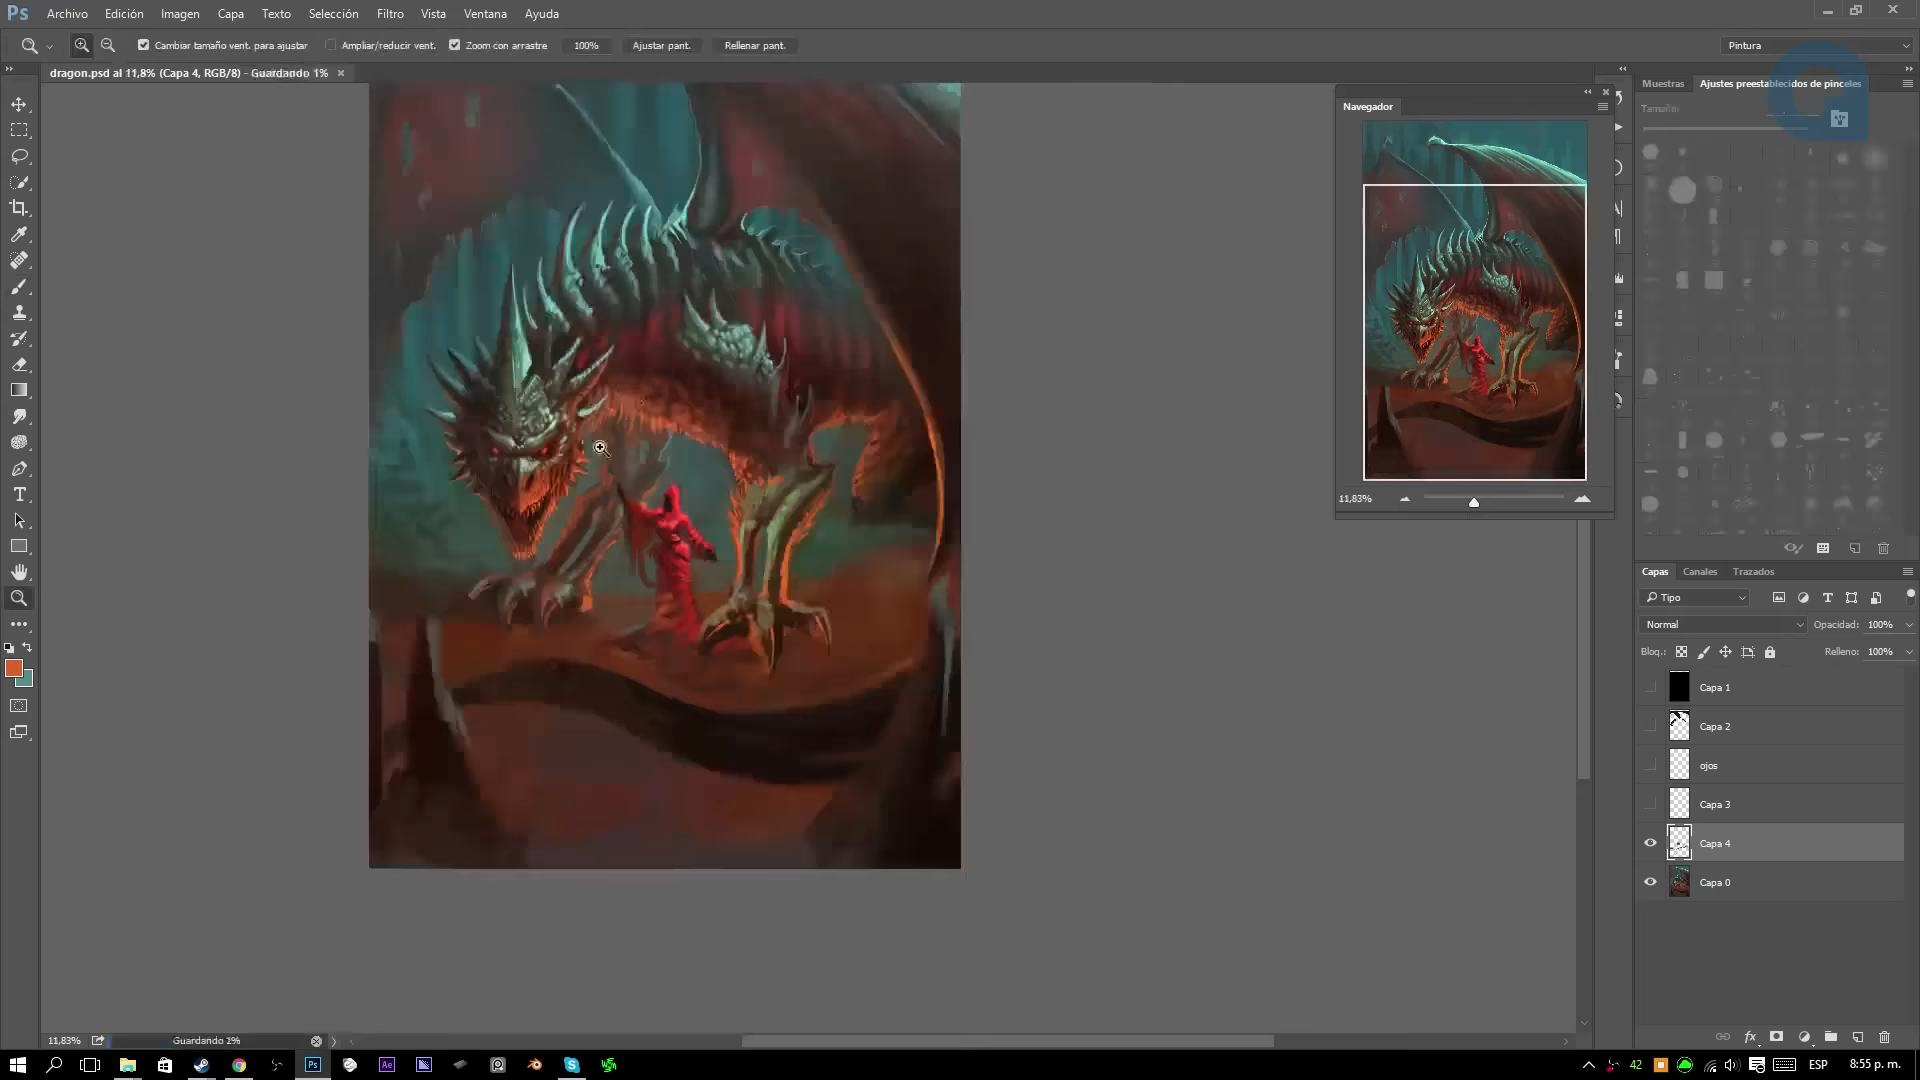 Ps Archivo Edición Imagen Capa Texto Selección Filtro Vista Ventana Ayuda
Cambiar tamaño vent. para ajustar Ampliar/reducir vent. Zoom con arrastre 100% Ajustar pant. Rellenar pant. Pintura
dragon.psd al 11,8% (Capa 4, RGB/8) - Guardando 1%
Muestras Ajustes preestablecidos de pinceles
Tamaño:
Navegador
11,83%
Capas Canales Trazados
Tipo
Normal Opacidad: 100%
Bloq.: Relleno: 100%
Capa 1
Capa 2
ojos
Capa 3
Capa 4
Capa 0
11,83% Guardando 2%
Ps Ae 42 ESP 8:55 p. m.